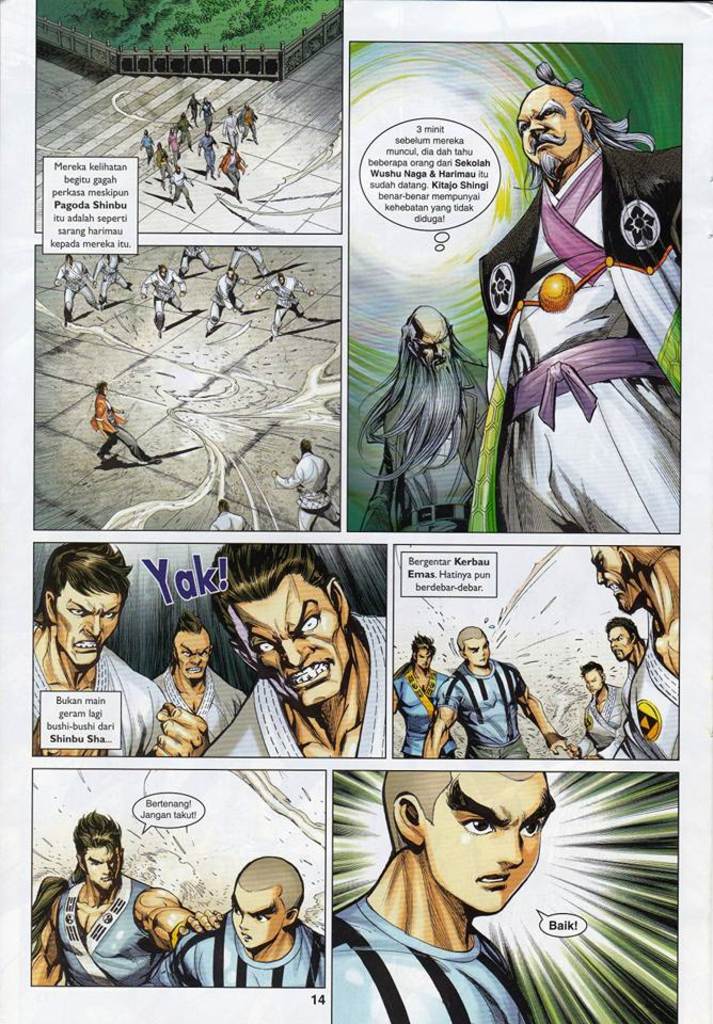 Mereka kelihatan
begitu gagah
perkasa meskipun
Pagoda Shinbu
itu adalah seperti
sarang harimau
kepada mereka itu.
3 minit
sebelum mereka
muncul, dia dah tahu
beberapa orang dari Sekolah
Wushu Naga & Harimau itu
sudah datang. Kitajo Shingi
benar-benar mempunyai
kehebatan yang tidak
diduga!
Yak!
Bukan main
geram lagi
bushi-bushi dari
Shinbu Sha...
Bergentar Kerbau
Emas. Hatinya pun
berdebar-debar.
Bertenang!
Jangan takut!
Baik!
14